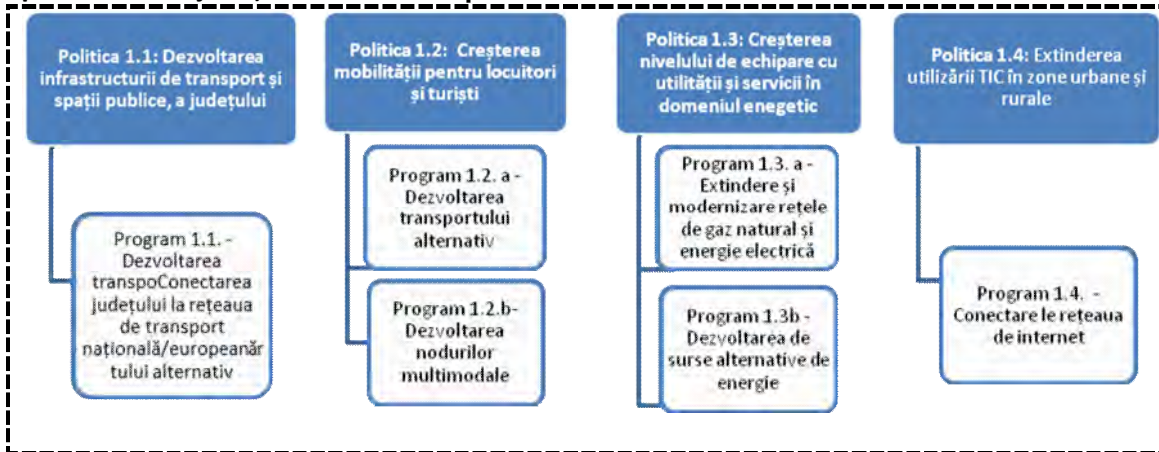 Politica 1.1: Dezvoltarea
infrastructurii de transport și
spații publice, a județului
Program 1.1. -
Dezvoltarea
transpoConectarea
județului la rețeaua
de transport
națională/europeanăr
tului alternativ
Politica 1.2: Creșterea
mobilității pentru locuitori
și turiști
Program 1.2. a -
Dezvoltarea
transportului
alternativ
Program 1.2.b-
Dezvoltarea
nodurilor
multimodale
Politica 1.3: Creșterea
nivelului de echipare cu
utilității și servicii în
domeniul enegetic
Program 1.3. a -
Extindere și
modernizare rețele
de gaz natural și
energie electrică
Program 1.3b -
Dezvoltarea de
surse alternative de
energie
Politica 1.4: Extinderea
utilizării TIC în zone urbane și
rurale
Program 1.4. -
Conectare le rețeaua
de internet